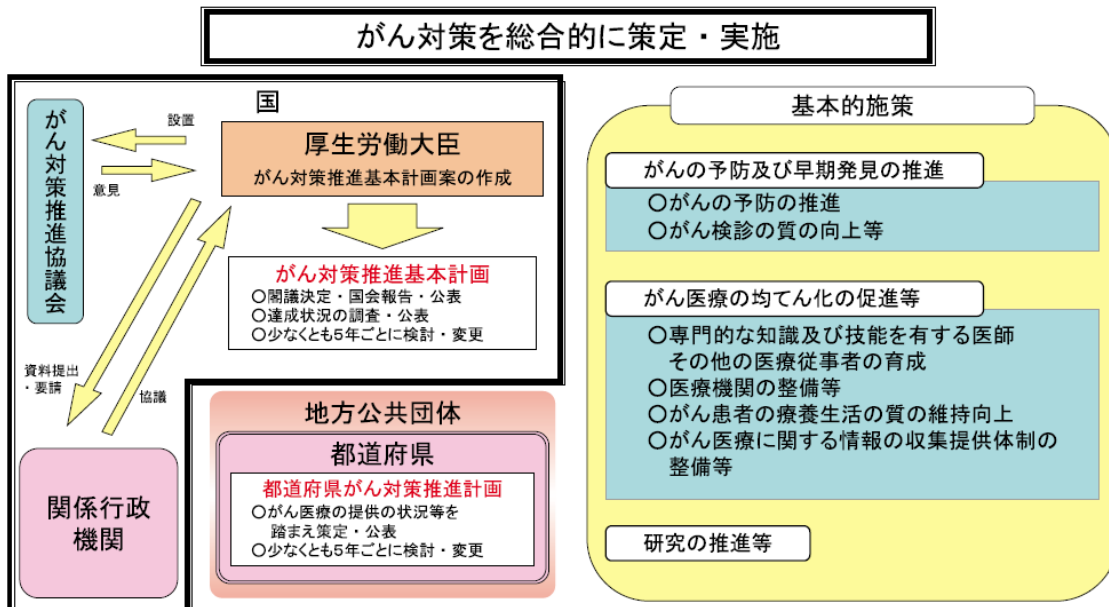 がん対策を総合的に策定・実施
国
がん対策推進協議会
設置
意見
厚生労働大臣
がん対策推進基本計画案の作成
がん対策推進基本計画
〇閣議決定・国会報告・公表
〇達成状況の調査・公表
〇少なくとも5年ごとに検討・変更
資料提出
・要請
協議
関係行政
機関
地方公共団体
都道府県
都道府県がん対策推進計画
〇がん医療の提供の状況等を
踏まえ策定・公表
〇少なくとも5年ごとに検討・変更
基本的施策
がんの予防及び早期発見の推進
〇がんの予防の推進
〇がん検診の質の向上等
がん医療の均てん化の促進等
〇専門的な知識及び技能を有する医師
その他の医療従事者の育成
〇医療機関の整備等
〇がん患者の療養生活の質の維持向上
〇がん医療に関する情報の収集提供体制の
整備等
研究の推進等